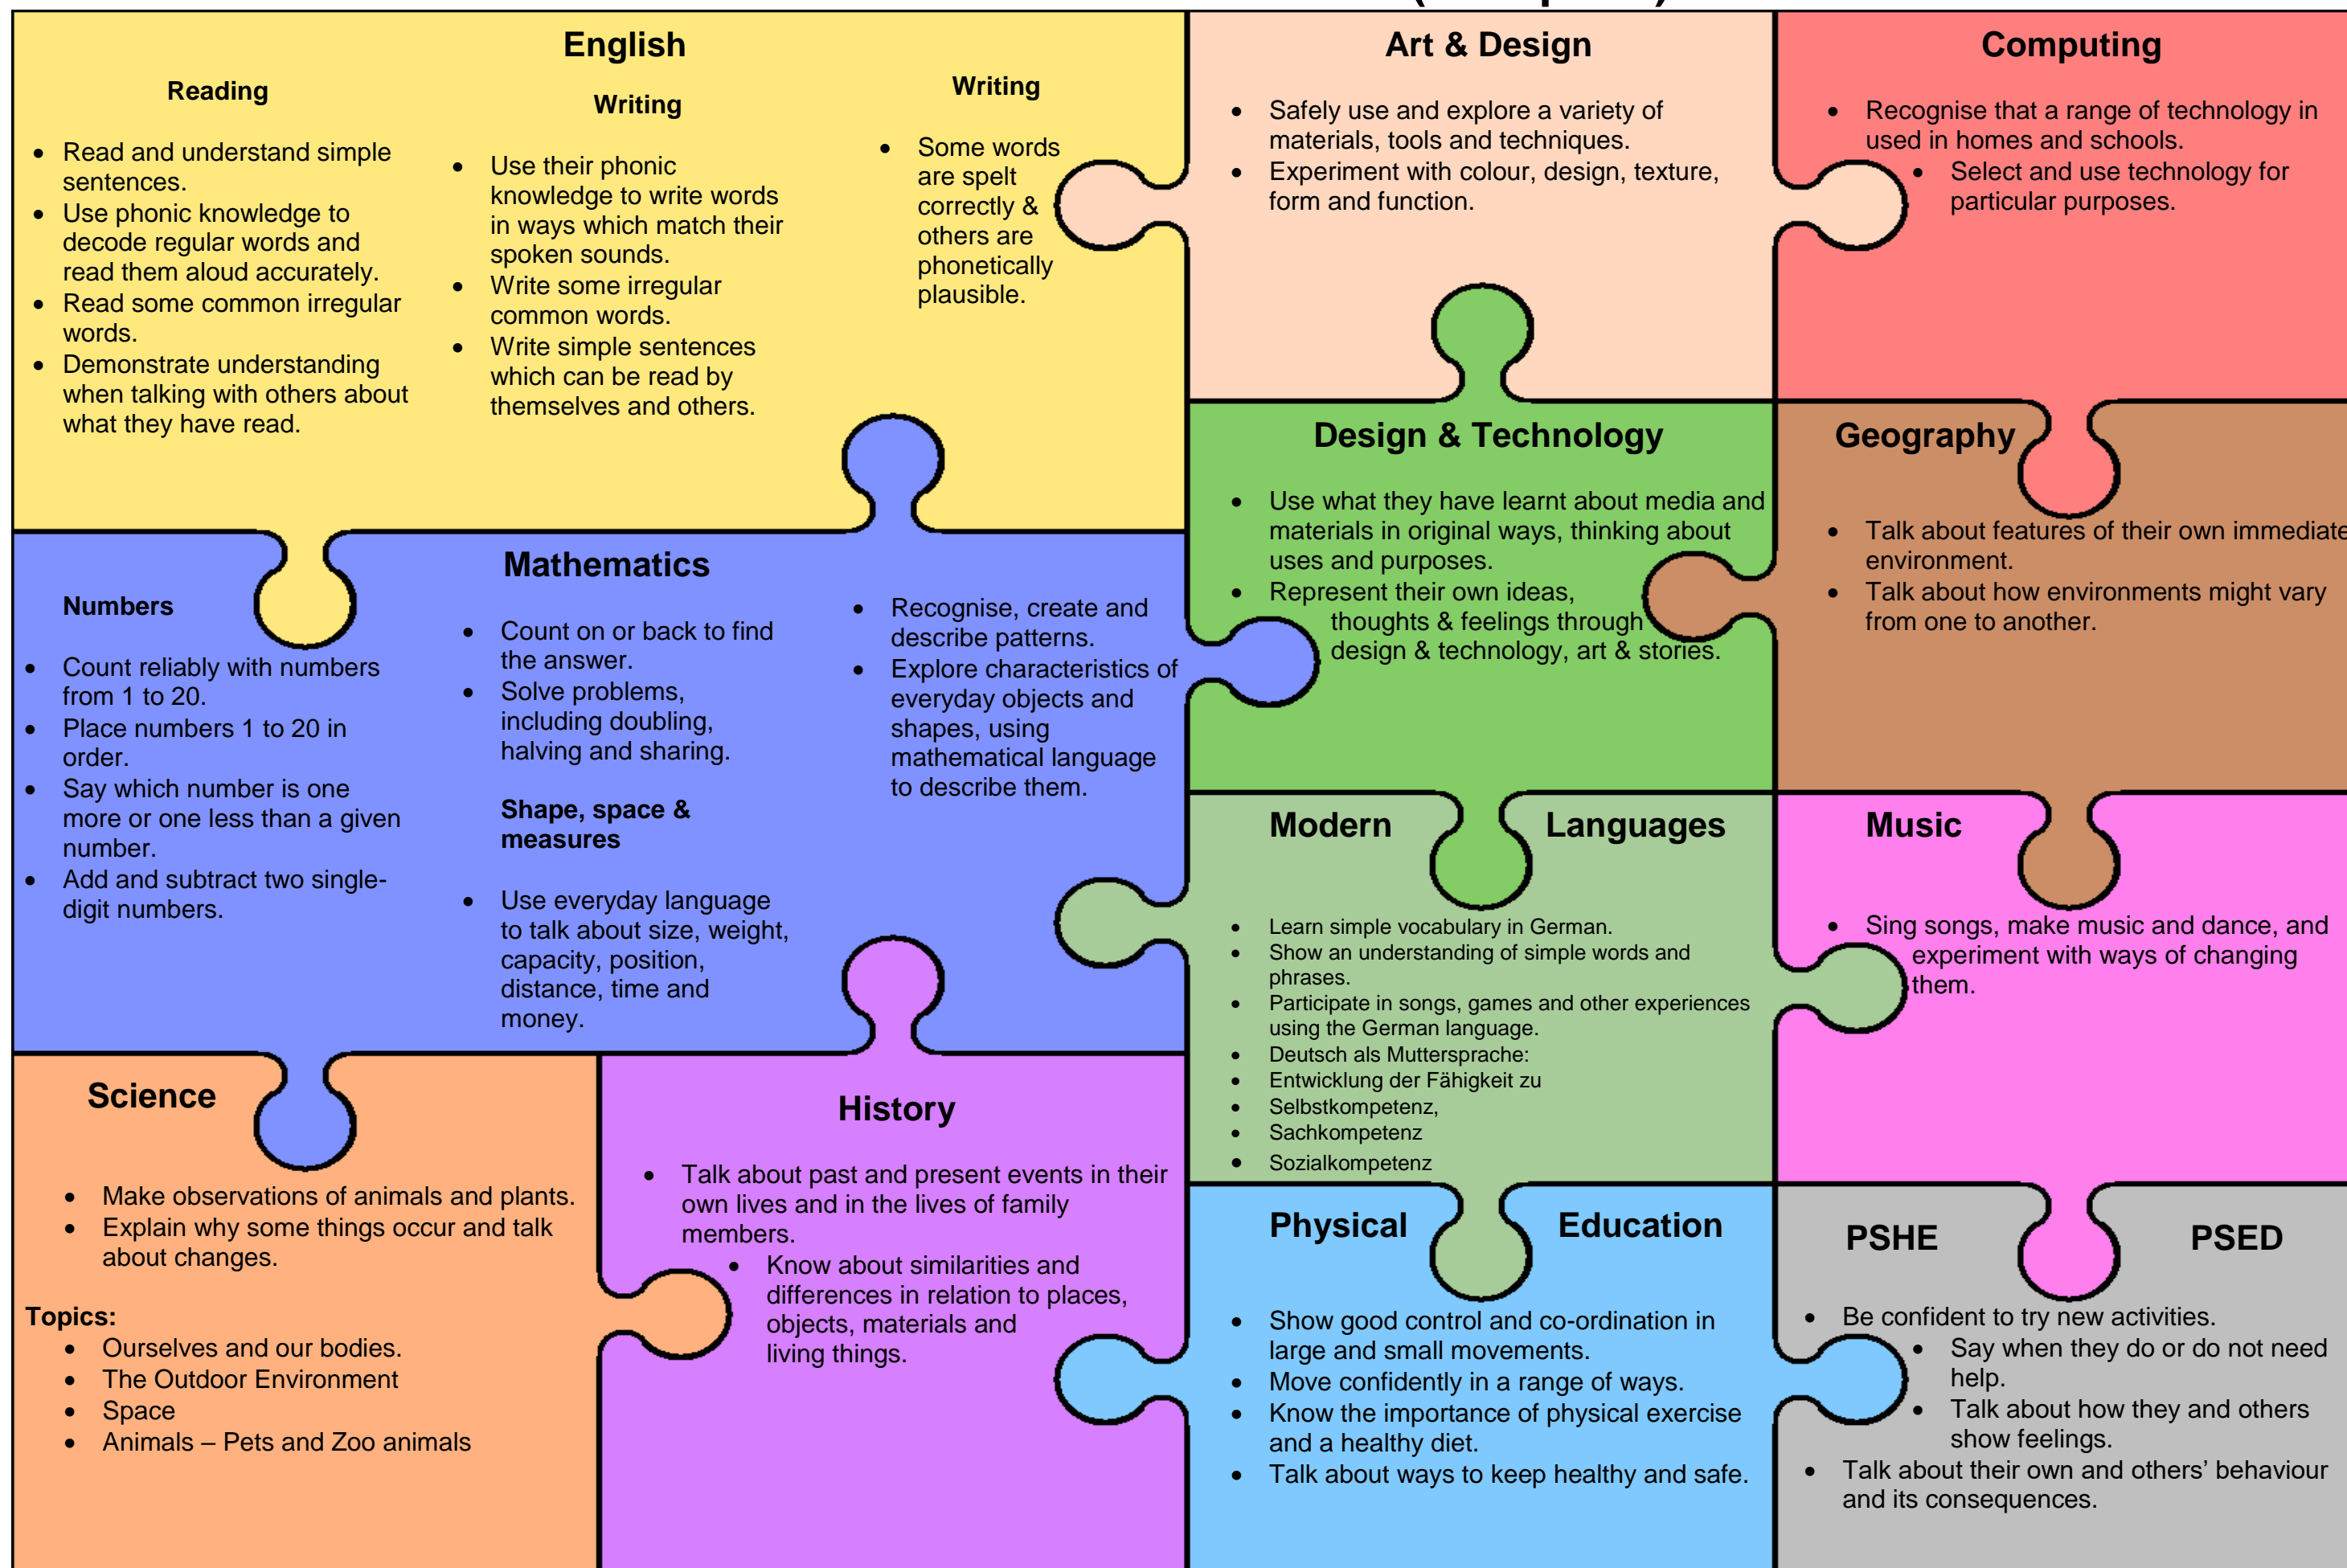 English
Reading
• Read and understand simple
sentences.
• Use phonic knowledge to
decode regular words and
read them aloud accurately.
• Read some common irregular
words.
• Demonstrate understanding
when talking with others about
what they have read.
Writing
• Use their phonic
knowledge to write words
in ways which match their
spoken sounds.
• Write some irregular
common words.
• Write simple sentences
which can be read by
themselves and others.
Writing
• Some words
are spelt
correctly &
others are
phonetically
plausible.
Art & Design
• Safely use and explore a variety of
materials, tools and techniques.
• Experiment with colour, design, texture,
form and function.
Computing
• Recognise that a range of technology in
used in homes and schools.
• Select and use technology for
particular purposes.
Mathematics
Numbers
• Count reliably with numbers
from 1 to 20.
• Place numbers 1 to 20 in
order.
• Say which number is one
more or one less than a given
number.
• Add and subtract two single-
digit numbers.
• Count on or back to find
the answer.
• Solve problems,
including doubling,
halving and sharing.
Shape, space &
measures
• Use everyday language
to talk about size, weight,
capacity, position,
distance, time and
money.
• Recognise, create and
describe patterns.
• Explore characteristics of
everyday objects and
shapes, using
mathematical language
to describe them.
Design & Technology
• Use what they have learnt about media and
materials in original ways, thinking about
uses and purposes.
• Represent their own ideas,
thoughts & feelings through
design & technology, art & stories.
Geography
• Talk about features of their own immediate
environment.
• Talk about how environments might vary
from one to another.
Modern Languages
• Learn simple vocabulary in German.
• Show an understanding of simple words and
phrases.
• Participate in songs, games and other experiences
using the German language.
• Deutsch als Muttersprache:
• Entwicklung der Fähigkeit zu
• Selbstkompetenz,
• Sachkompetenz
• Sozialkompetenz
Music
• Sing songs, make music and dance, and
experiment with ways of changing
them.
Science
• Make observations of animals and plants.
• Explain why some things occur and talk
about changes.
Topics:
• Ourselves and our bodies.
• The Outdoor Environment
• Space
• Animals – Pets and Zoo animals
History
• Talk about past and present events in their
own lives and in the lives of family
members.
• Know about similarities and
differences in relation to places,
objects, materials and
living things.
Physical Education
• Show good control and co-ordination in
large and small movements.
• Move confidently in a range of ways.
• Know the importance of physical exercise
and a healthy diet.
• Talk about ways to keep healthy and safe.
PSHE PSED
• Be confident to try new activities.
• Say when they do or do not need
help.
• Talk about how they and others
show feelings.
• Talk about their own and others’ behaviour
and its consequences.